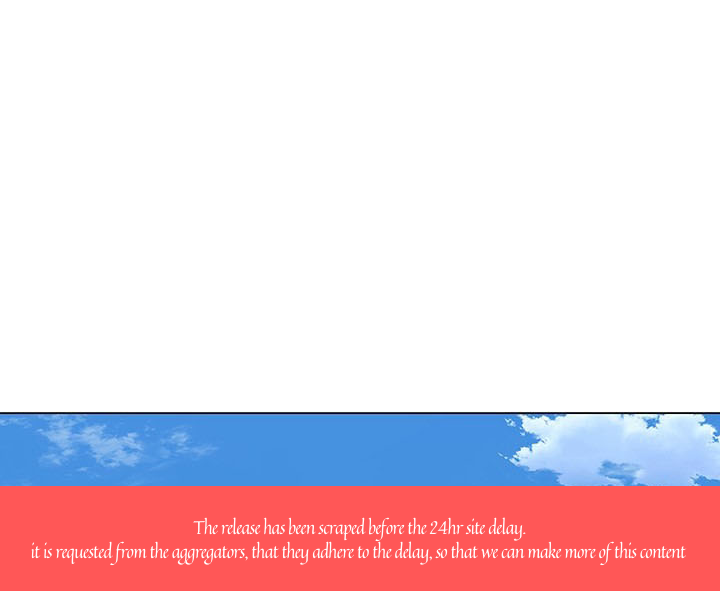 The release has been scraped before the 24hr site delay.
it is requested from the aggregators, that they adhere to the delay, so that we can make more of this content